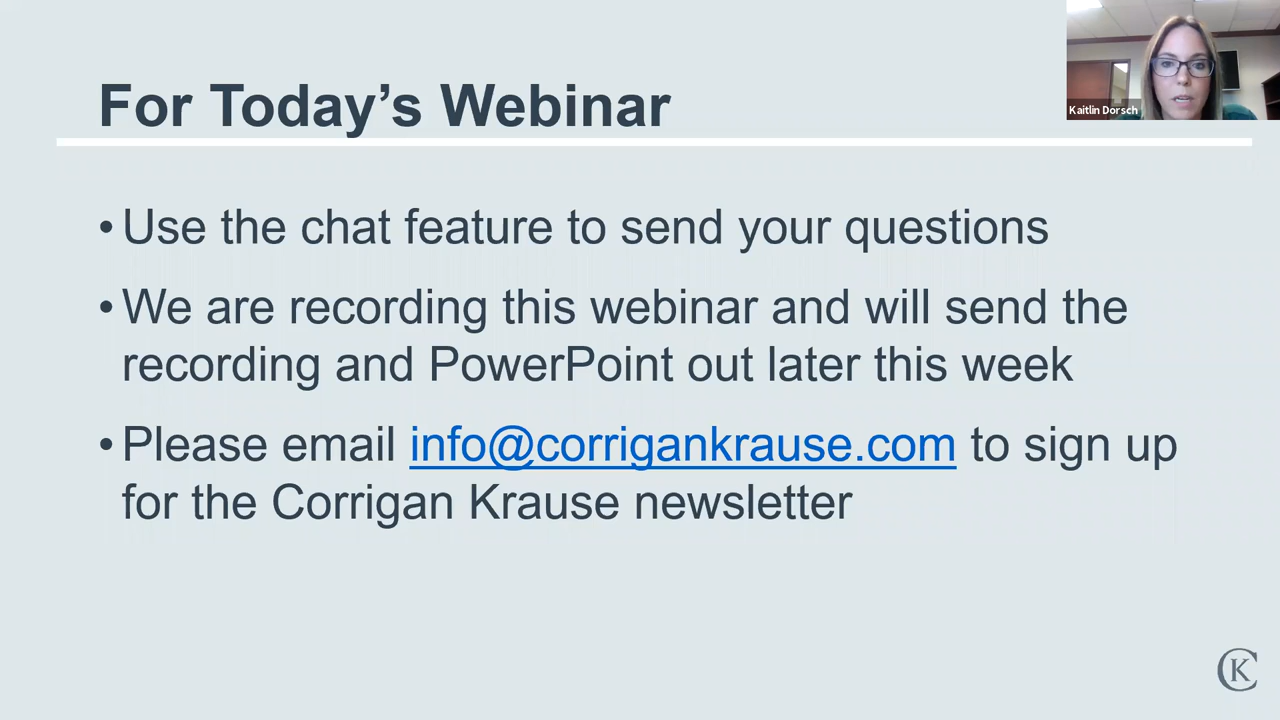 For Today's Webinar
Kaitlin Dorsch
• Use the chat feature to send your questions
• We are recording this webinar and will send the
recording and PowerPoint out later this week
• Please email info@corrigankrause.com to sign up
for the Corrigan Krause newsletter
CK